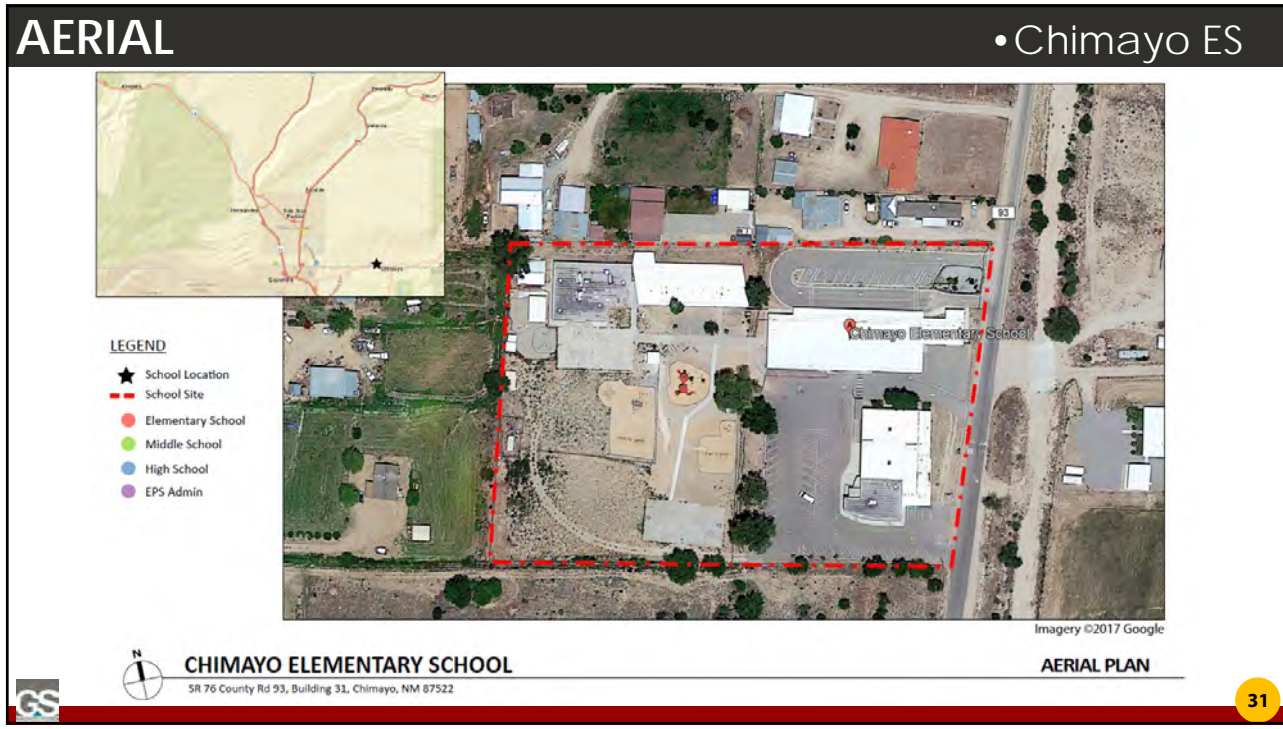 AERIAL
•Chimayo ES
93
Chimayo Elementary School
LEGEND
School Location
School Site
Elementary School
Middle School
High School
EPS Admin
Imagery ©2017 Google
N
CHIMAYO ELEMENTARY SCHOOL
AERIAL PLAN
SR 76 County Rd 93, Building 31, Chimayo, NM 87522
GS
31